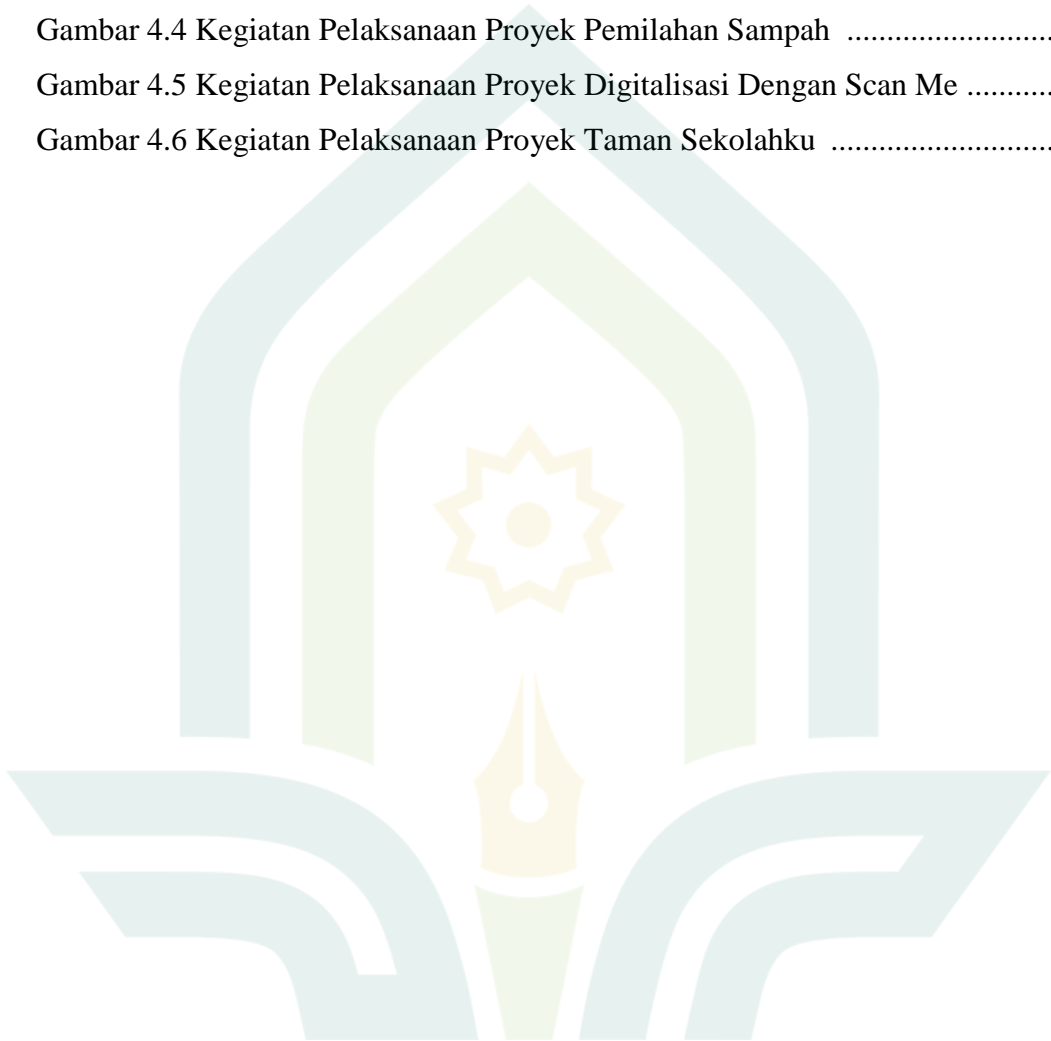 Gambar 4.4 Kegiatan Pelaksanaan Proyek Pemilahan Sampah ..........................
Gambar 4.5 Kegiatan Pelaksanaan Proyek Digitalisasi Dengan Scan Me ...........
Gambar 4.6 Kegiatan Pelaksanaan Proyek Taman Sekolahku ............................